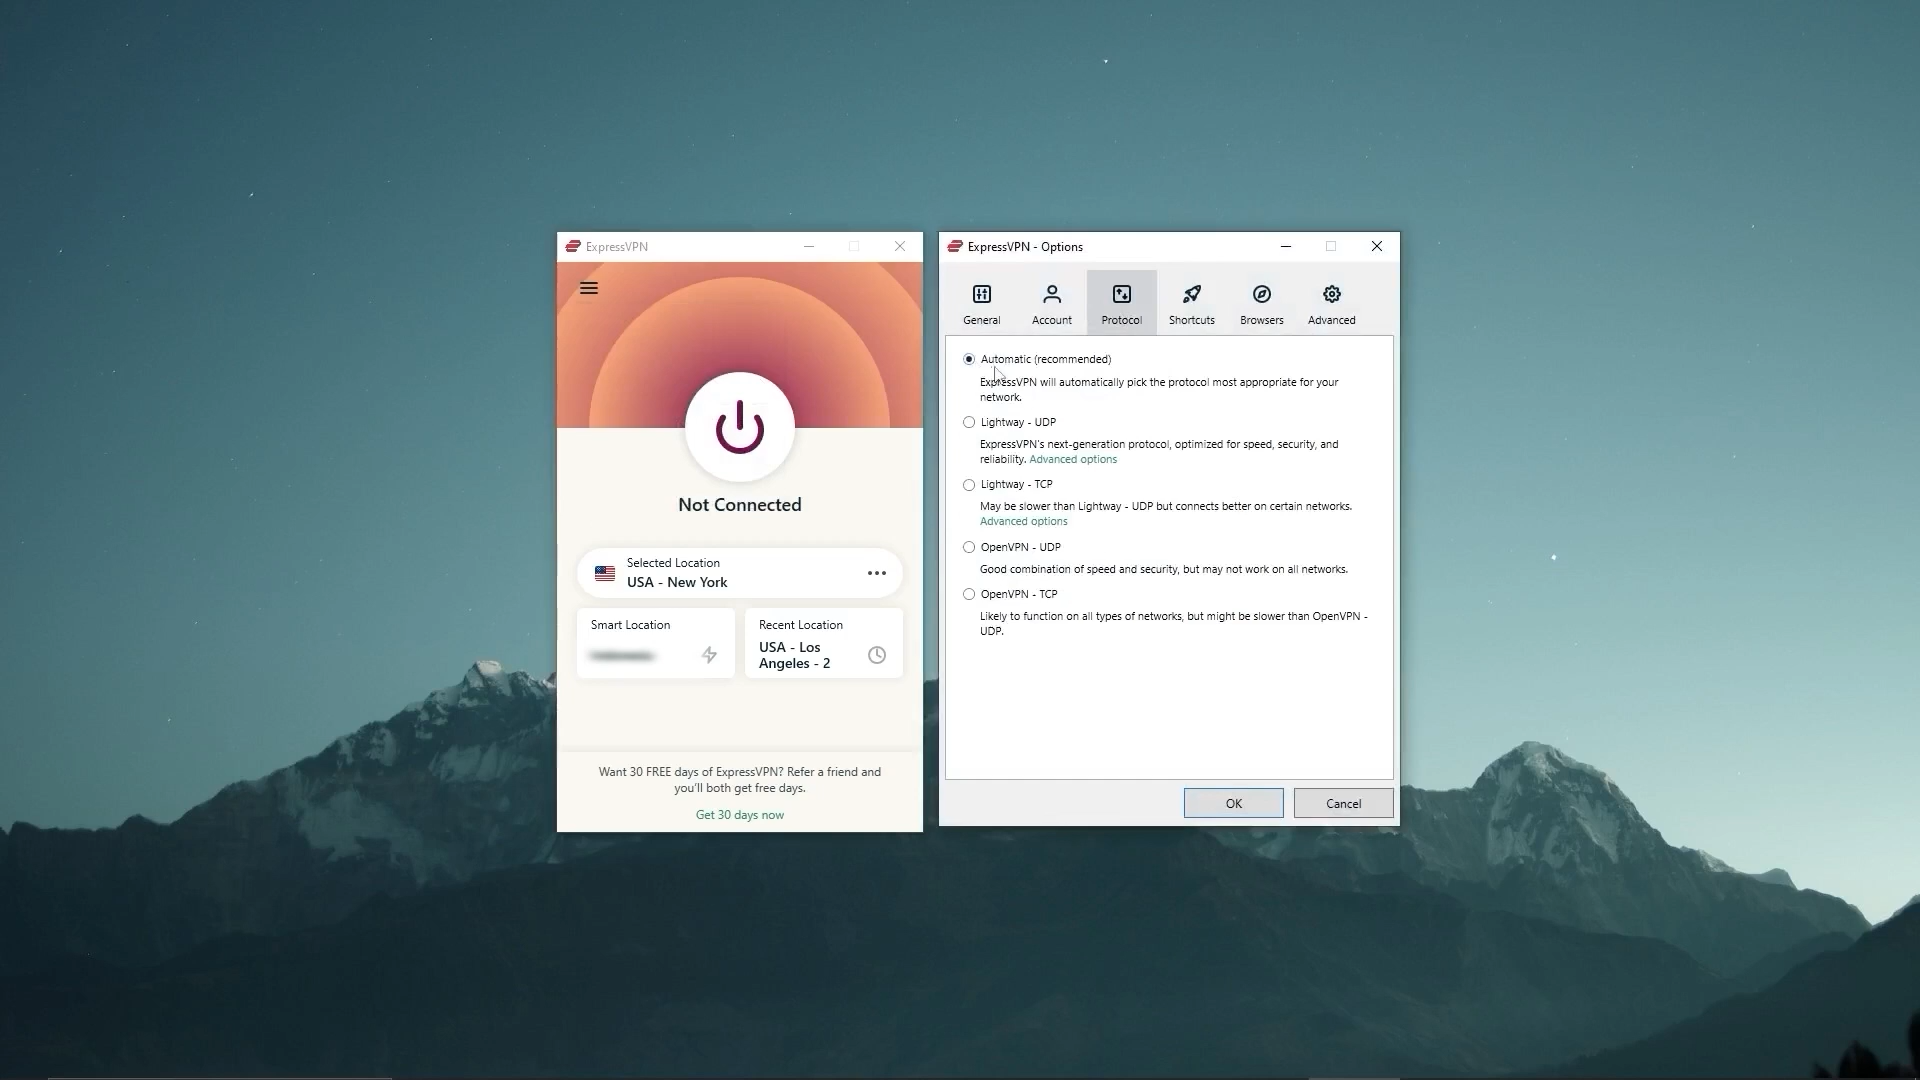 ExpressVPN
Not Connected
Selected Location
USA - New York
Smart Location
Recent Location
USA - Los
Angeles - 2
Want 30 FREE days of ExpressVPN? Refer a friend and
you'll both get free days.
Get 30 days now
ExpressVPN - Options
General
Account
Protocol
Shortcuts
Browsers
Advanced
Automatic (recommended)
ExpressVPN will automatically pick the protocol most appropriate for your
network.
Lightway - UDP
ExpressVPN's next-generation protocol, optimized for speed, security, and
reliability. Advanced options
Lightway - TCP
May be slower than Lightway - UDP but connects better on certain networks.
Advanced options
OpenVPN - UDP
Good combination of speed and security, but may not work on all networks.
OpenVPN - TCP
Likely to function on all types of networks, but might be slower than OpenVPN -
UDP.
OK
Cancel